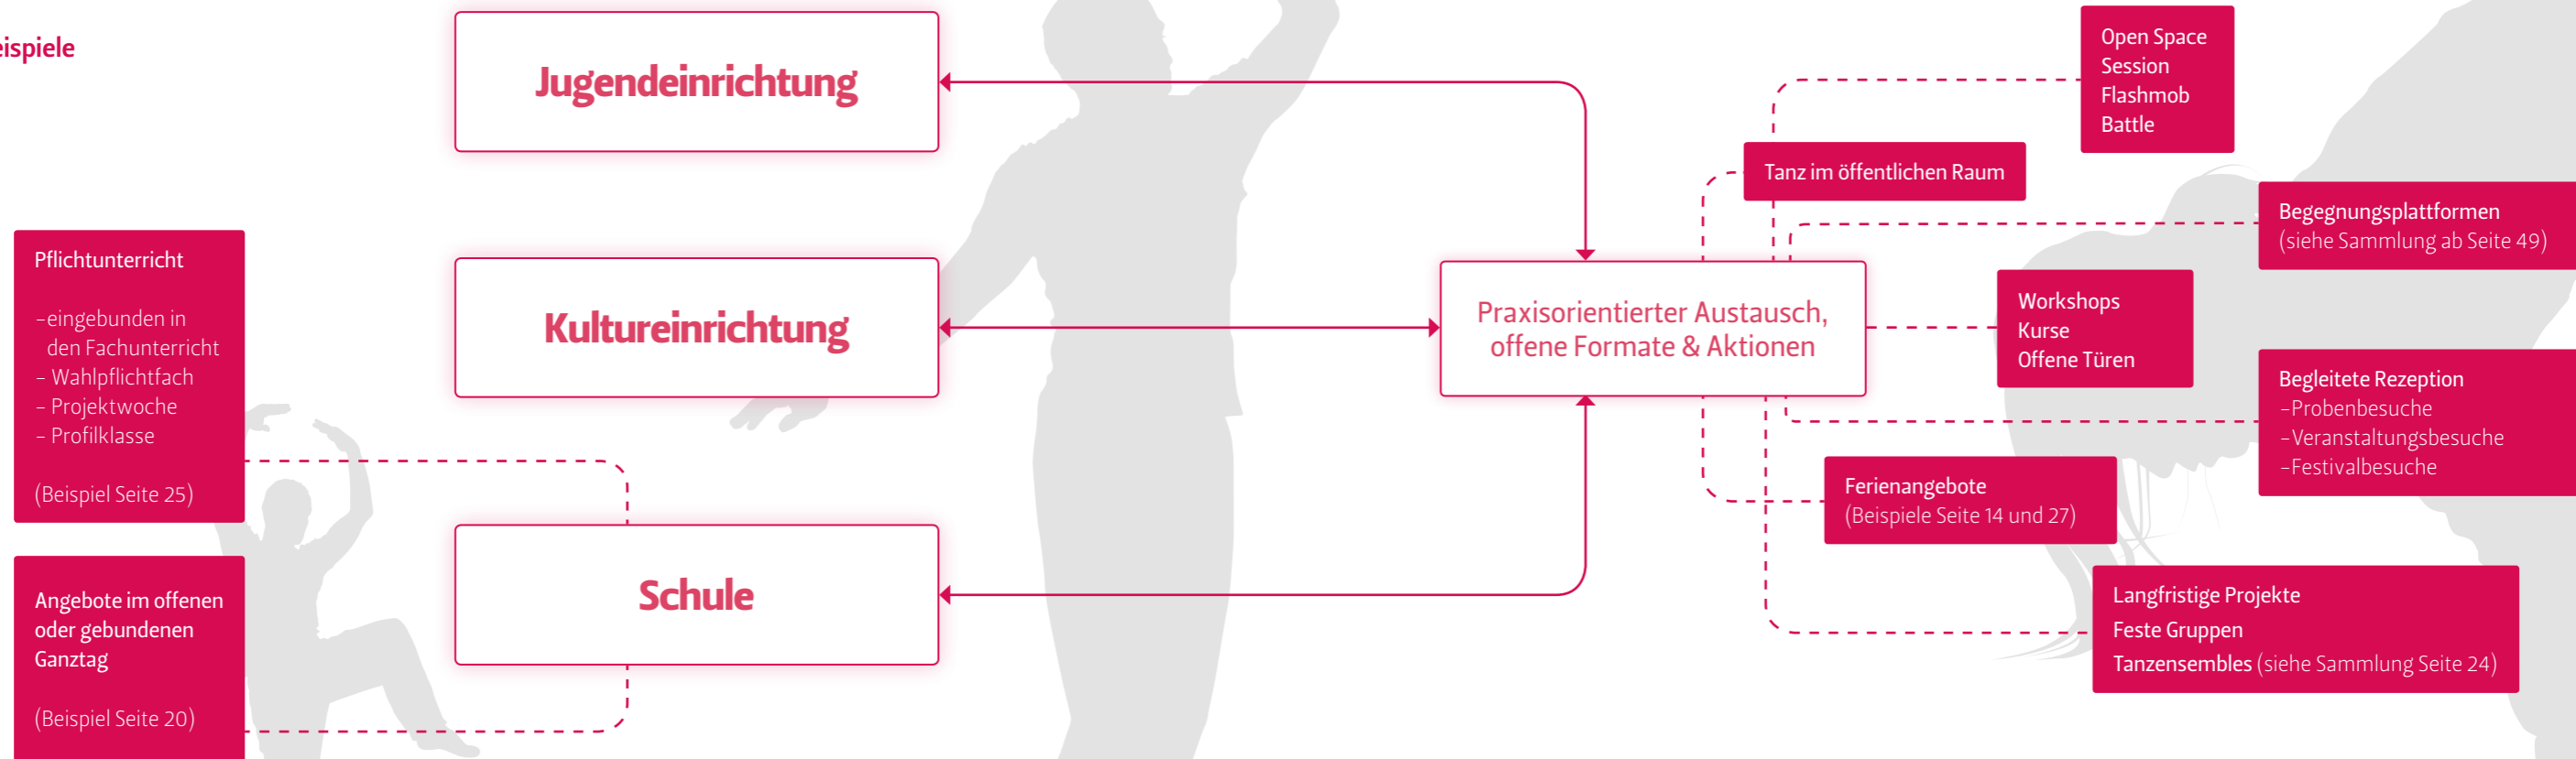 Jugendeinrichtung
Kultureinrichtung
Schule
Pflichtunterricht
-eingebunden in
den Fachunterricht
- Wahlpflichtfach
- Projektwoche
- Profilklasse
(Beispiel Seite 25)
Angebote im offenen
oder gebundenen
Ganztag
(Beispiel Seite 20)
Praxisorientierter Austausch,
offene Formate & Aktionen
Open Space
Session
Flashmob
Battle
Tanz im öffentlichen Raum
Begegnungsplattformen
(siehe Sammlung ab Seite 49)
Workshops
Kurse
Offene Türen
Begleitete Rezeption
-Probenbesuche
-Veranstaltungsbesuche
-Festivalbesuche
Ferienangebote
(Beispiele Seite 14 und 27)
Langfristige Projekte
Feste Gruppen
Tanzensembles (siehe Sammlung Seite 24)